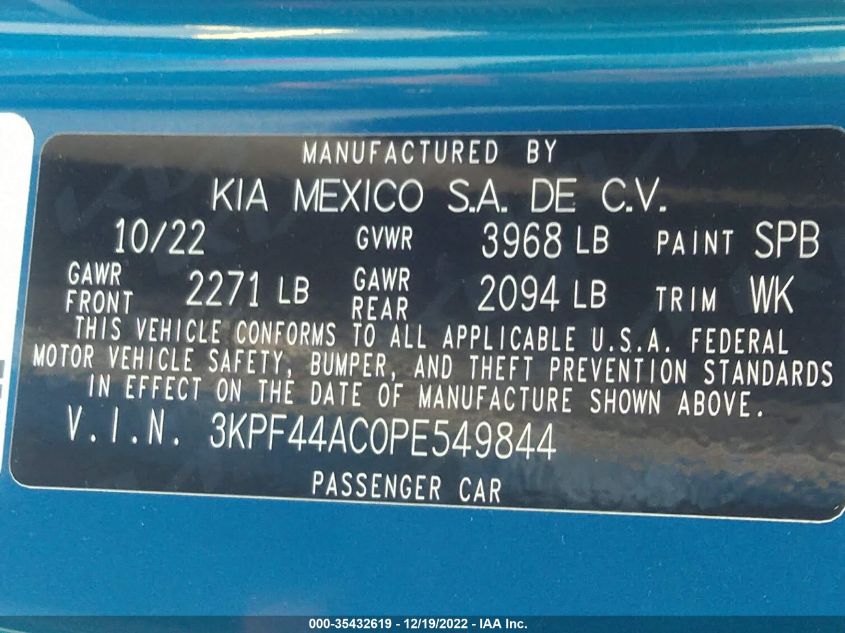 MANUFACTURED BY
KIA MEXICO S.A. DE C.V.
10/22 GVWR 3968 LB PAINT SPB
GAWR FRONT 2271 LB GAWR REAR 2094 LB TRIM WK
THIS VEHICLE CONFORMS TO ALL APPLICABLE U.S.A. FEDERAL
MOTOR VEHICLE SAFETY, BUMPER, AND THEFT PREVENTION STANDARDS
IN EFFECT ON THE DATE OF MANUFACTURE SHOWN ABOVE.
V.I.N. 3KPF44AC0PE549844
PASSENGER CAR
000-35432619 - 12/19/2022 - IAA Inc.